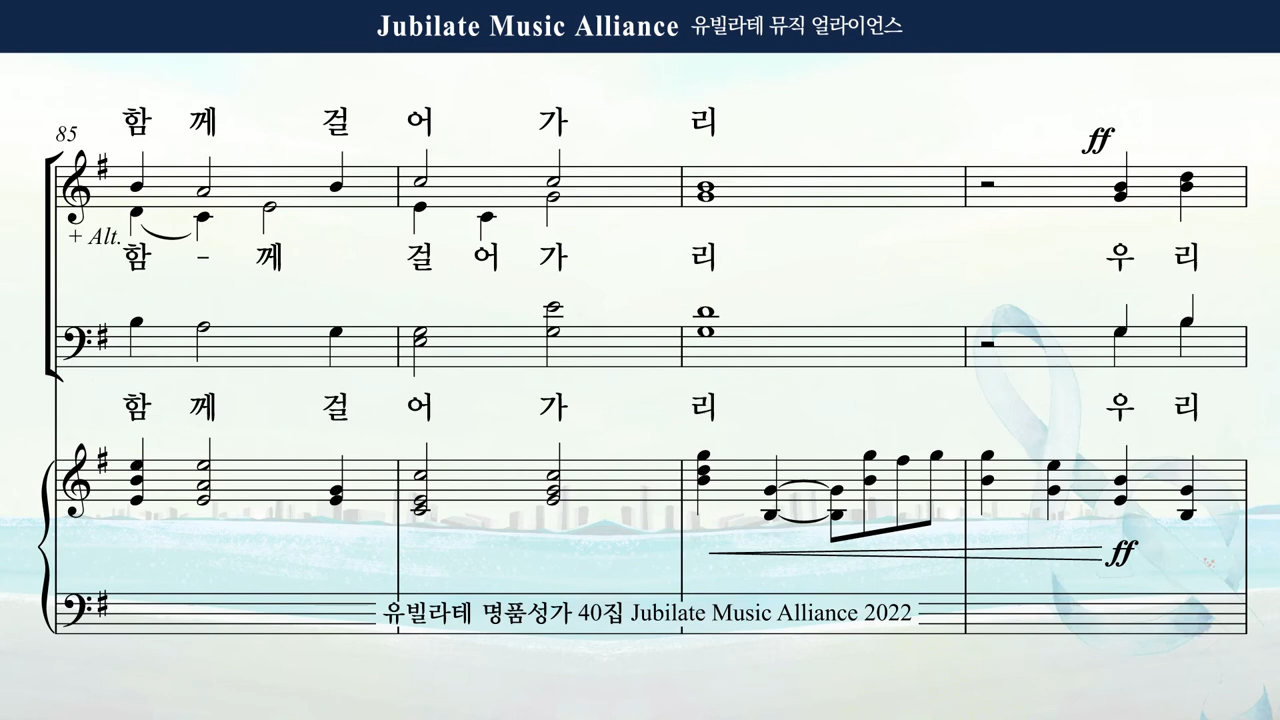 Jubilate Music Alliance 유빌라테 뮤직 얼라이언스
함 께 걸 어 가 리
85
ff
+ Alt.
함 - 께 걸 어 가 리 우 리
함 께 걸 어 가 리 우 리
ff
유빌라테 명품성가 40집 Jubilate Music Alliance 2022